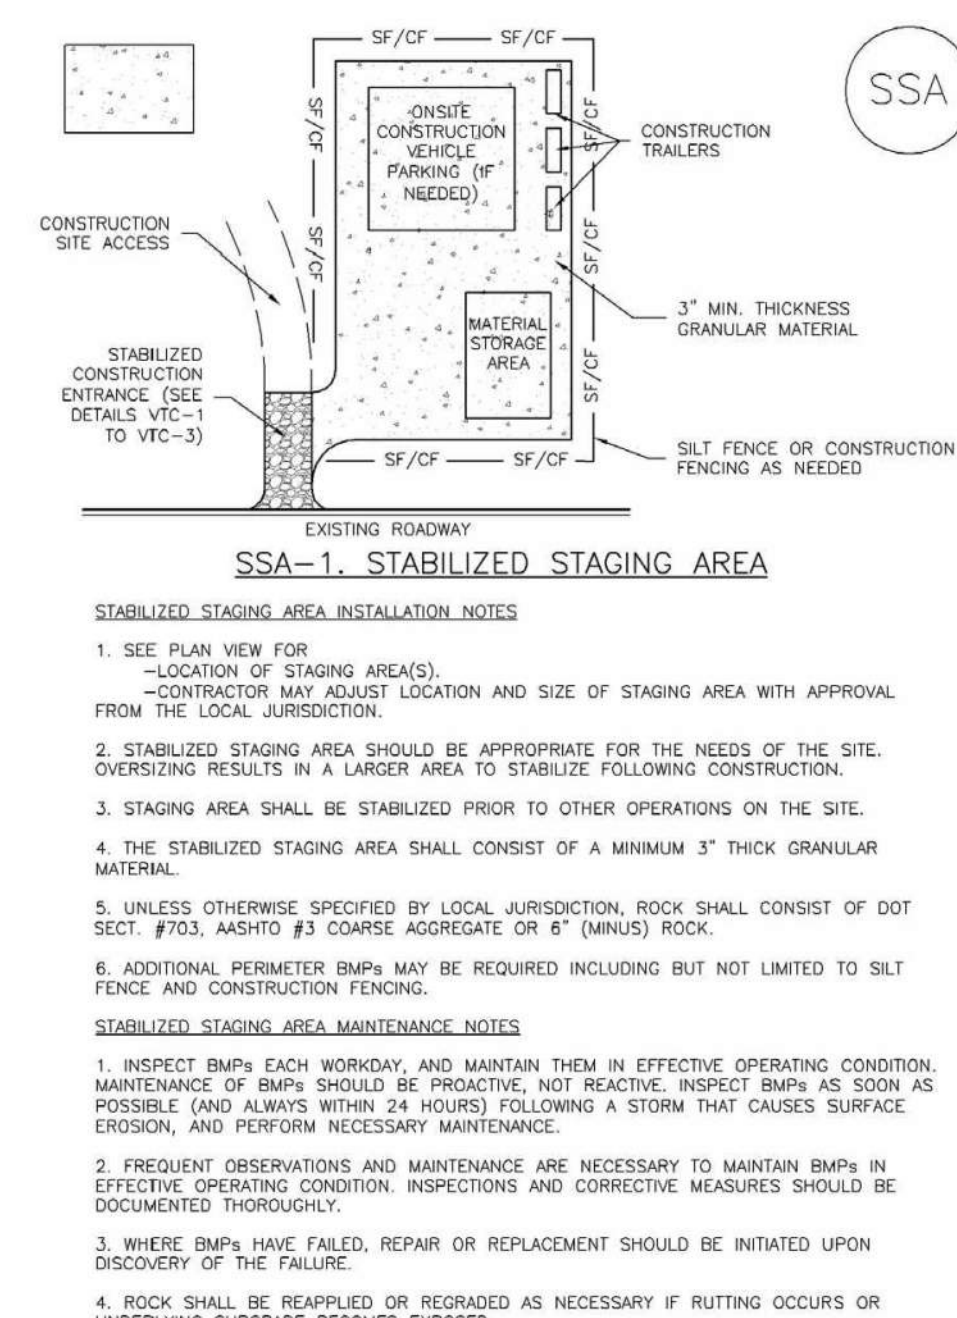 SF/CF SF/CF
SSA
SF/CF
ONSITE
CONSTRUCTION
VEHICLE
PARKING (IF
NEEDED)
SF/CF
CONSTRUCTION
TRAILERS
CONSTRUCTION
SITE ACCESS
SF/CF
SF/CF
3" MIN. THICKNESS
GRANULAR MATERIAL
MATERIAL
STORAGE
AREA
STABILIZED
CONSTRUCTION
ENTRANCE (SEE
DETAILS VTC-1
TO VTC-3)
SF/CF
SILT FENCE OR CONSTRUCTION
FENCING AS NEEDED
SF/CF SF/CF
EXISTING ROADWAY
SSA-1. STABILIZED STAGING AREA
STABILIZED STAGING AREA INSTALLATION NOTES
1. SEE PLAN VIEW FOR
-LOCATION OF STAGING AREA(S).
-CONTRACTOR MAY ADJUST LOCATION AND SIZE OF STAGING AREA WITH APPROVAL
FROM THE LOCAL JURISDICTION.
2. STABILIZED STAGING AREA SHOULD BE APPROPRIATE FOR THE NEEDS OF THE SITE.
OVERSIZING RESULTS IN A LARGER AREA TO STABILIZE FOLLOWING CONSTRUCTION.
3. STAGING AREA SHALL BE STABILIZED PRIOR TO OTHER OPERATIONS ON THE SITE.
4. THE STABILIZED STAGING AREA SHALL CONSIST OF A MINIMUM 3" THICK GRANULAR
MATERIAL.
5. UNLESS OTHERWISE SPECIFIED BY LOCAL JURISDICTION, ROCK SHALL CONSIST OF DOT
SECT. #703, AASHTO #3 COARSE AGGREGATE OR 6" (MINUS) ROCK.
6. ADDITIONAL PERIMETER BMPs MAY BE REQUIRED INCLUDING BUT NOT LIMITED TO SILT
FENCE AND CONSTRUCTION FENCING.
STABILIZED STAGING AREA MAINTENANCE NOTES
1. INSPECT BMPs EACH WORKDAY, AND MAINTAIN THEM IN EFFECTIVE OPERATING CONDITION.
MAINTENANCE OF BMPs SHOULD BE PROACTIVE, NOT REACTIVE. INSPECT BMPs AS SOON AS
POSSIBLE (AND ALWAYS WITHIN 24 HOURS) FOLLOWING A STORM THAT CAUSES SURFACE
EROSION, AND PERFORM NECESSARY MAINTENANCE.
2. FREQUENT OBSERVATIONS AND MAINTENANCE ARE NECESSARY TO MAINTAIN BMPs IN
EFFECTIVE OPERATING CONDITION. INSPECTIONS AND CORRECTIVE MEASURES SHOULD BE
DOCUMENTED THOROUGHLY.
3. WHERE BMPs HAVE FAILED, REPAIR OR REPLACEMENT SHOULD BE INITIATED UPON
DISCOVERY OF THE FAILURE.
4. ROCK SHALL BE REAPPLIED OR REGRADED AS NECESSARY IF RUTTING OCCURS OR